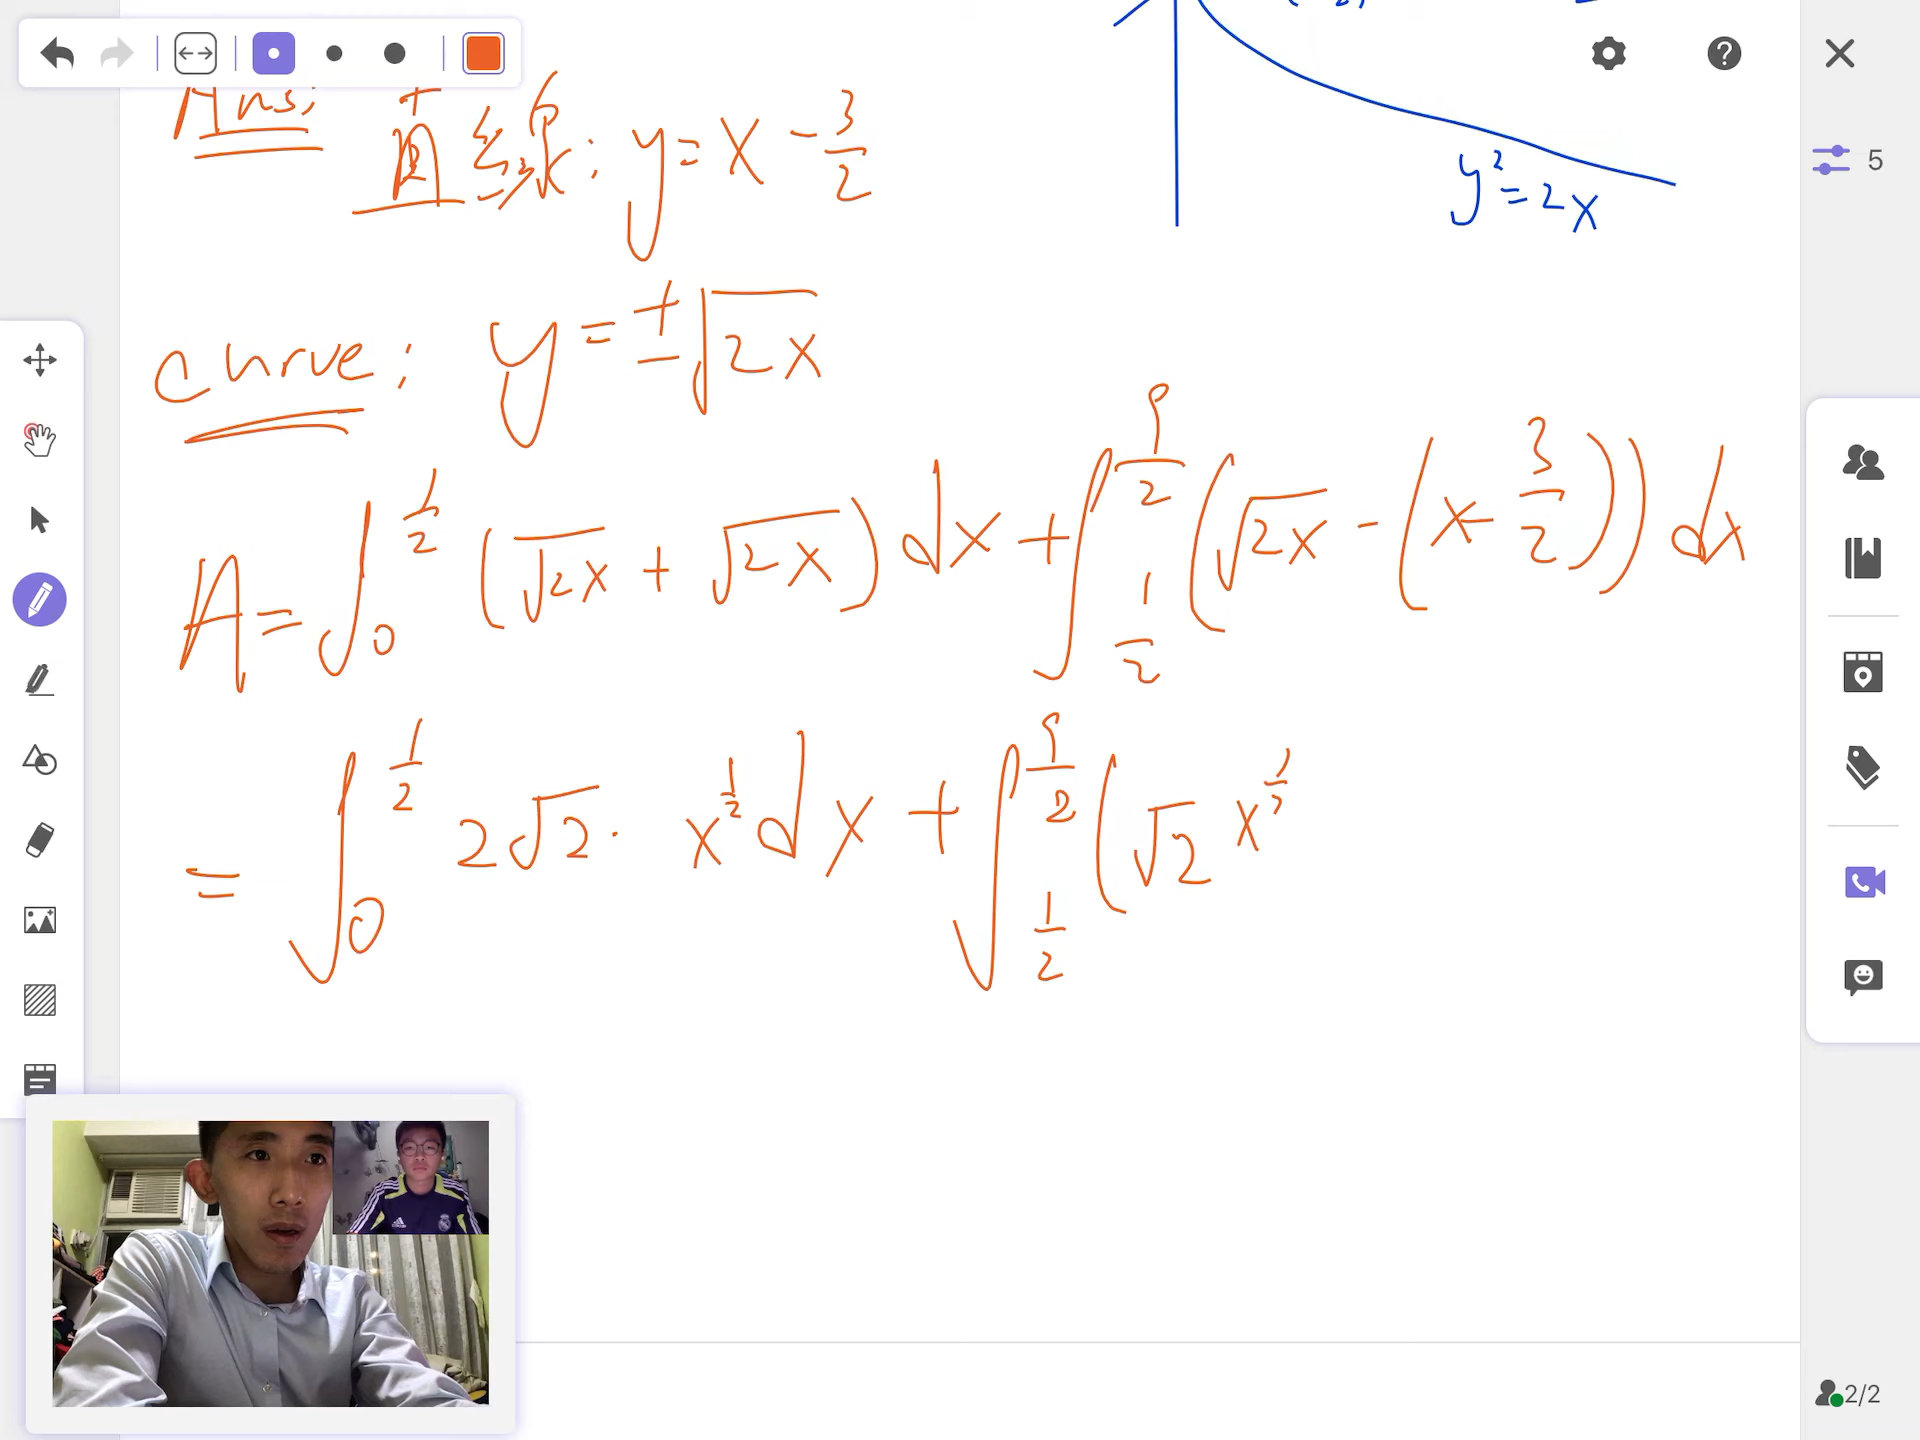 Ans:
直線: y = x - 3/2
y² = 2x
curve: y = ±√2x
A = ∫₀^(1/2) (√2x + √2x) dx + ∫_(1/2)^(9/2) (√2x - (x - 3/2)) dx
= ∫₀^(1/2) 2√2 · x^(1/2) dx + ∫_(1/2)^(9/2) (√2 x^(1/2)
5
2/2